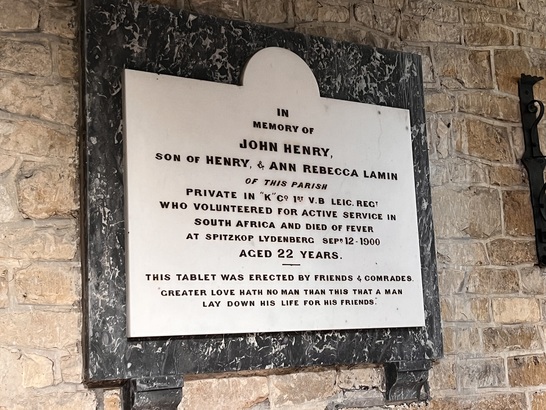 IN
MEMORY OF
JOHN HENRY,
SON OF HENRY, & ANN REBECCA LAMIN
OF THIS PARISH
PRIVATE IN "K" Co 1st V.B LEIC. REGt
WHO VOLUNTEERED FOR ACTIVE SERVICE IN
SOUTH AFRICA AND DIED OF FEVER
AT SPITZKOP LYDENBERG SEPR 12·1900
AGED 22 YEARS.
THIS TABLET WAS ERECTED BY FRIENDS & COMRADES.
GREATER LOVE HATH NO MAN THAN THIS THAT A MAN
LAY DOWN HIS LIFE FOR HIS FRIENDS.